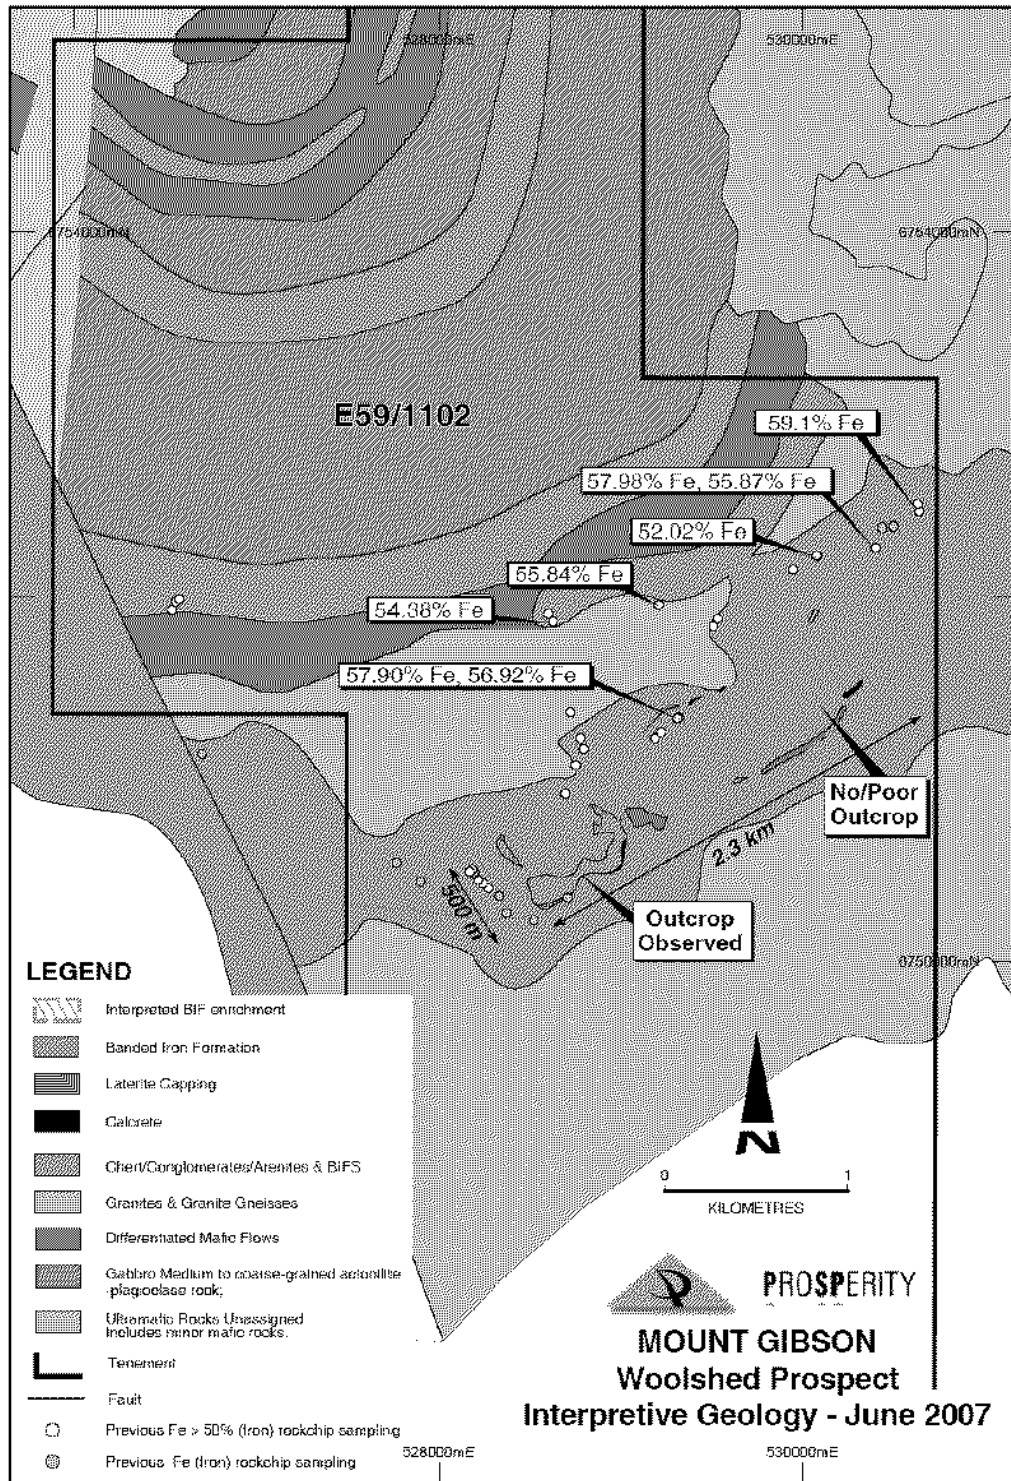 528000mE
530000mE
6754000mN
6754000mN
E59/1102
59.1% Fe
57.98% Fe, 55.87% Fe
52.02% Fe
55.84% Fe
54.38% Fe
57.90% Fe, 56.92% Fe
No/Poor
Outcrop
2.3 km
500 m
Outcrop
Observed
6750000mN
LEGEND
Interpreted BIF enrichment
Banded Iron Formation
Laterite Capping
Calcrete
Chert/Conglomerates/Arenites & BIFS
Granites & Granite Gneisses
Differentiated Mafic Flows
Gabbro Medium to coarse-grained actinolite
-plagioclase rock;
Ultramafic Rocks Unassigned
Includes minor mafic rocks.
Tenement
Fault
Previous Fe > 50% (Iron) rockchip sampling
Previous Fe (Iron) rockchip sampling
N
0 1
KILOMETRES
PROSPERITY
MOUNT GIBSON
Woolshed Prospect
Interpretive Geology - June 2007
528000mE
530000mE